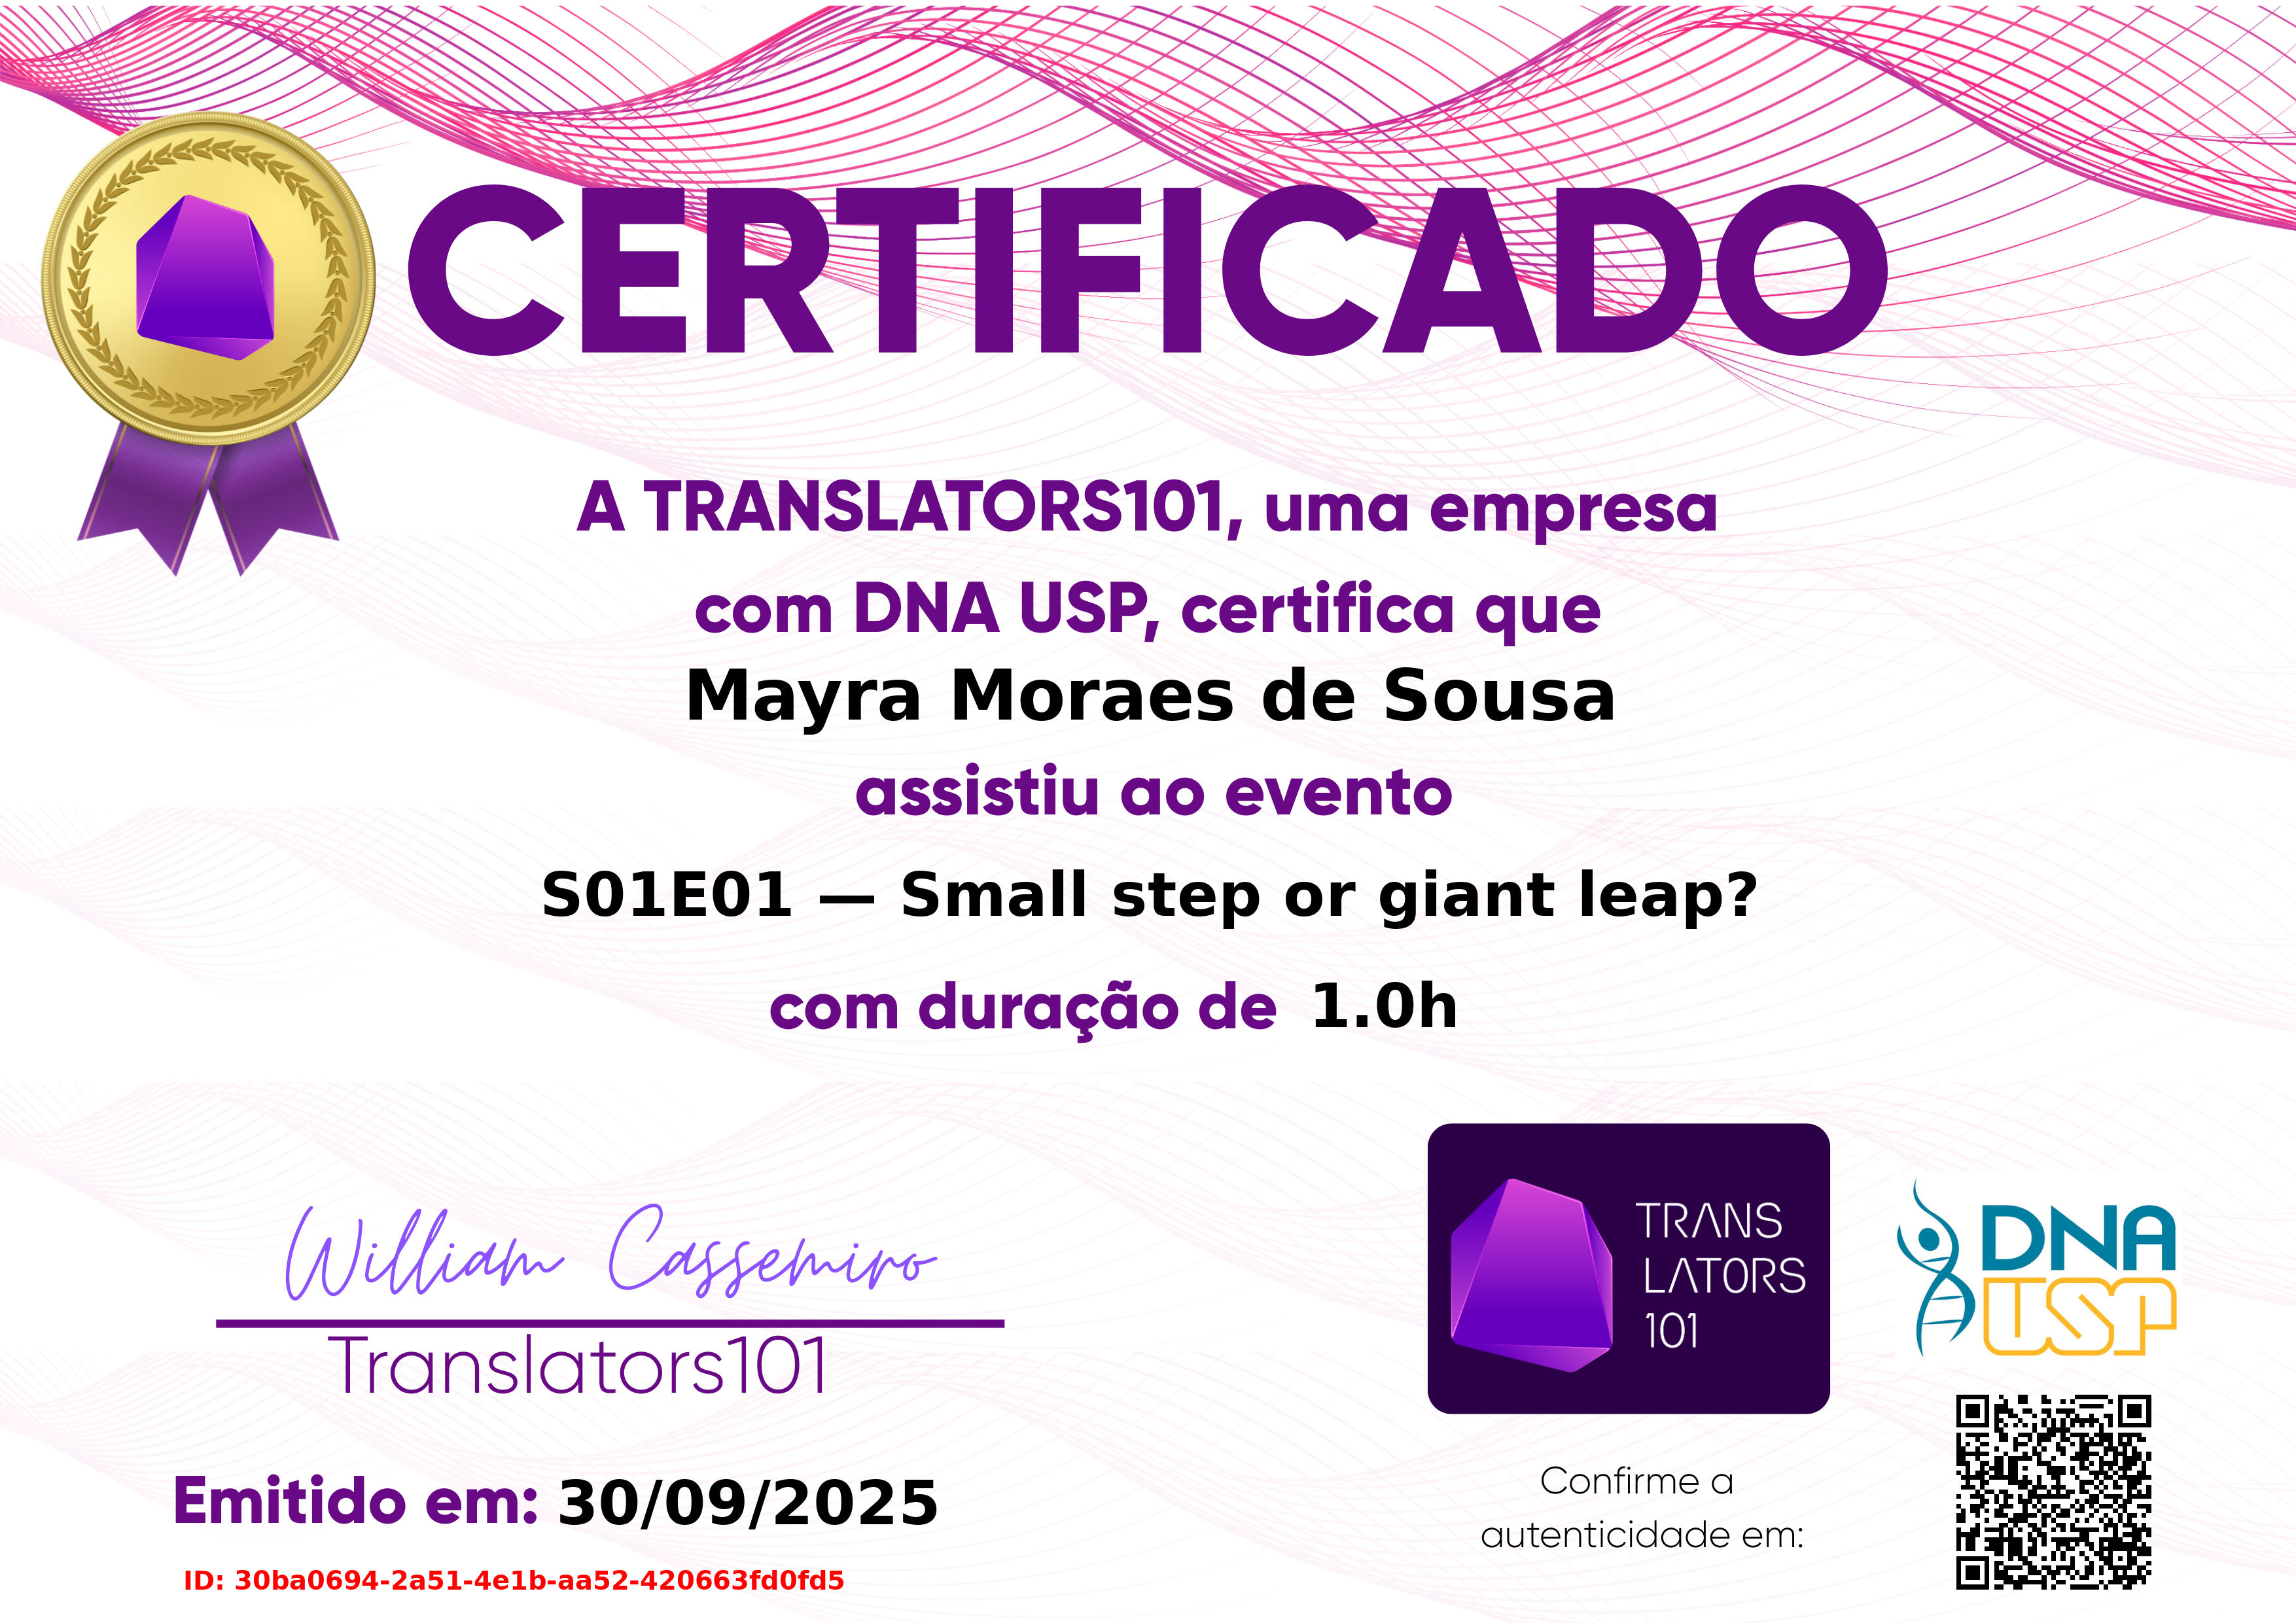 CERTIFICADO
A TRANSLATORS101, uma empresa
com DNA USP, certifica que
Mayra Moraes de Sousa
assistiu ao evento
S01E01 — Small step or giant leap?
com duração de 1.0h
William Cassemiro
Translators101
Emitido em: 30/09/2025
ID: 30ba0694-2a51-4e1b-aa52-420663fd0fd5
TRANS
LATORS
101
DNA
USP
Confirme a
autenticidade em: